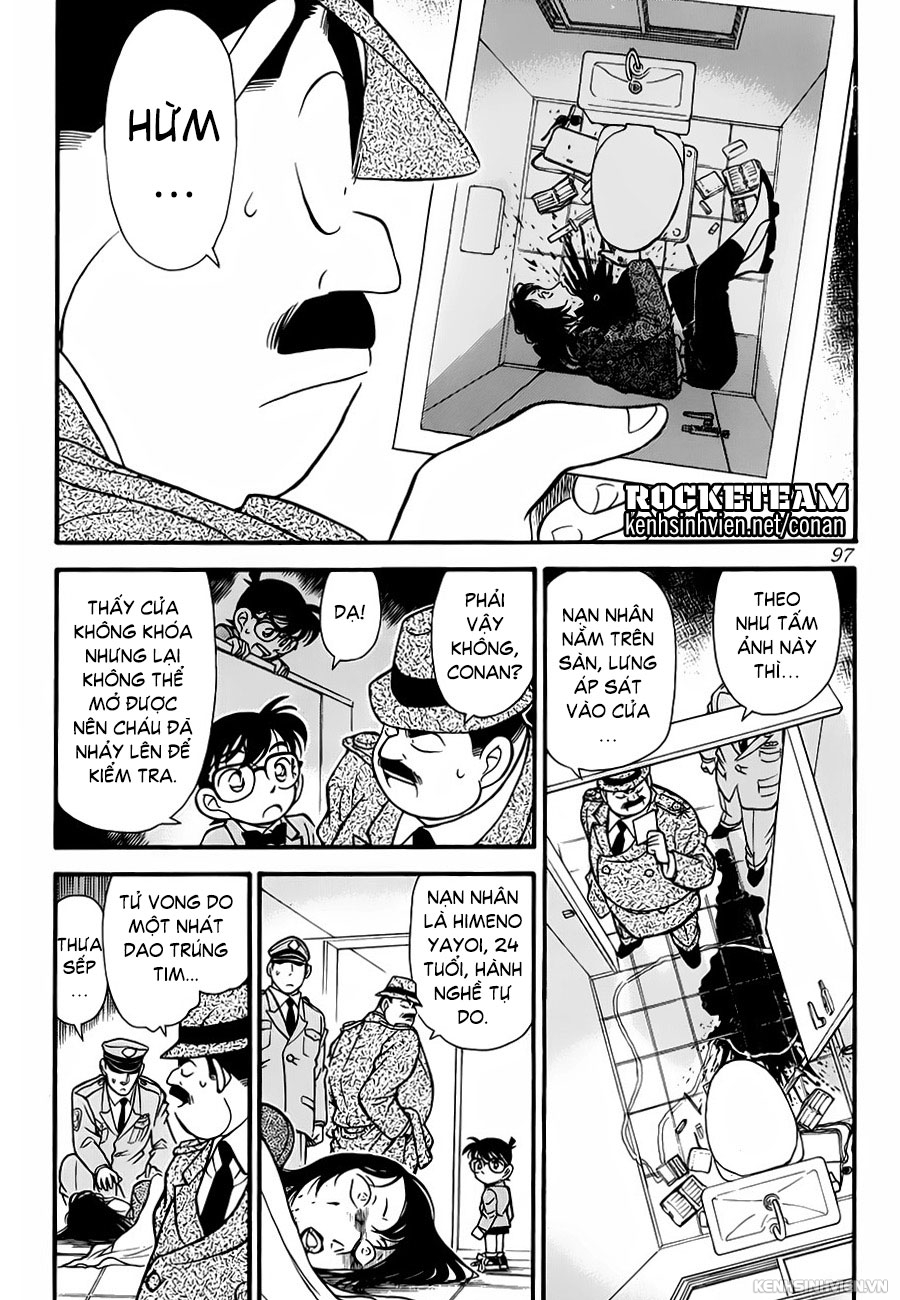 HỪM
...
ROCKETEAM
kenhsinhvien.net/conan
97
THEO
NHƯ TẤM
ẢNH NÀY
THÌ...
NẠN NHÂN
NẰM TRÊN
SÀN, LƯNG
ÁP SÁT
VÀO CỬA
...
PHẢI
VẬY
KHÔNG,
CONAN?
DẠ!
THẤY CỬA
KHÔNG KHÓA
NHƯNG LẠI
KHÔNG THỂ
MỞ ĐƯỢC
NÊN CHÁU ĐÃ
NHẢY LÊN ĐỂ
KIỂM TRA.
NẠN NHÂN
LÀ HIMENO
YAYOI, 24
TUỔI, HÀNH
NGHỀ TỰ
DO.
TỬ VONG DO
MỘT NHÁT
DAO TRÚNG
TIM...
THƯA
SẾP
...
KENHSINHVIEN.VN